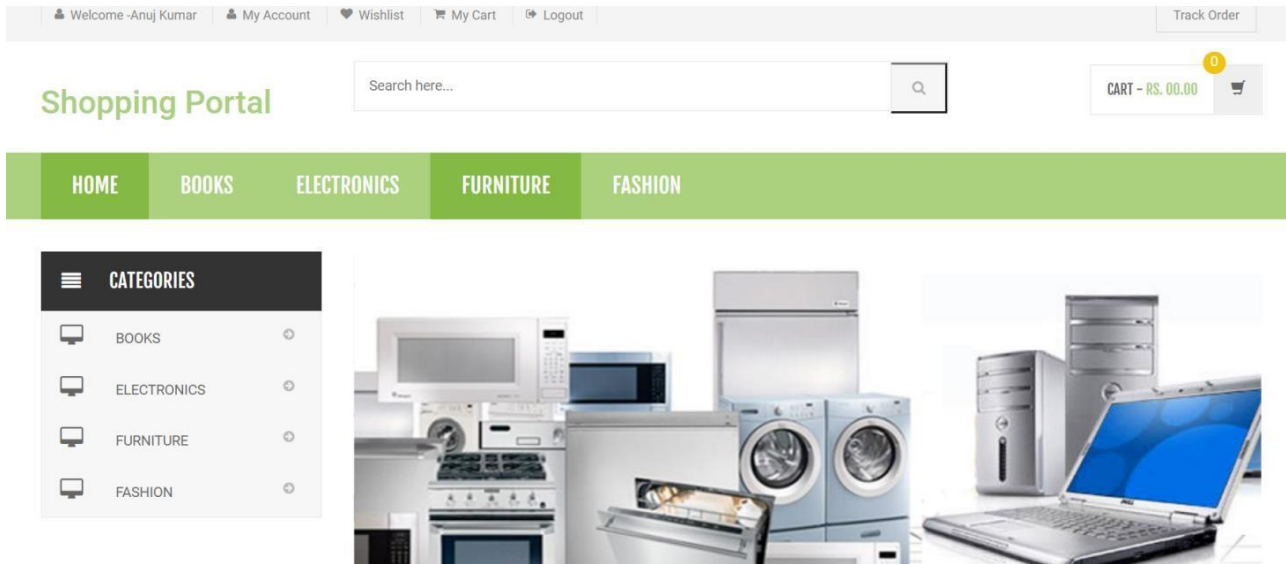 Welcome -Anuj Kumar My Account Wishlist My Cart Logout Track Order
Shopping Portal
Search here...
CART - RS. 00.00
0
HOME BOOKS ELECTRONICS FURNITURE FASHION
CATEGORIES
BOOKS
ELECTRONICS
FURNITURE
FASHION
DELL